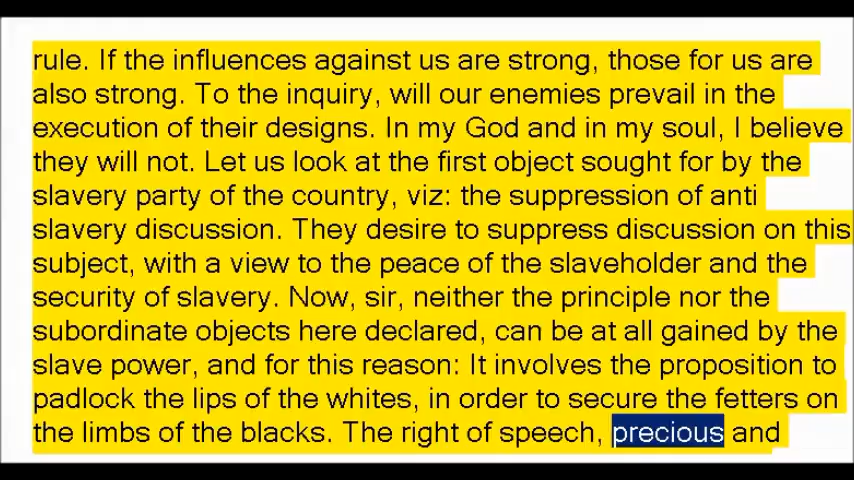 rule. If the influences against us are strong, those for us are
also strong. To the inquiry, will our enemies prevail in the
execution of their designs. In my God and in my soul, I believe
they will not. Let us look at the first object sought for by the
slavery party of the country, viz: the suppression of anti
slavery discussion. They desire to suppress discussion on this
subject, with a view to the peace of the slaveholder and the
security of slavery. Now, sir, neither the principle nor the
subordinate objects here declared, can be at all gained by the
slave power, and for this reason: It involves the proposition to
padlock the lips of the whites, in order to secure the fetters on
the limbs of the blacks. The right of speech, precious and